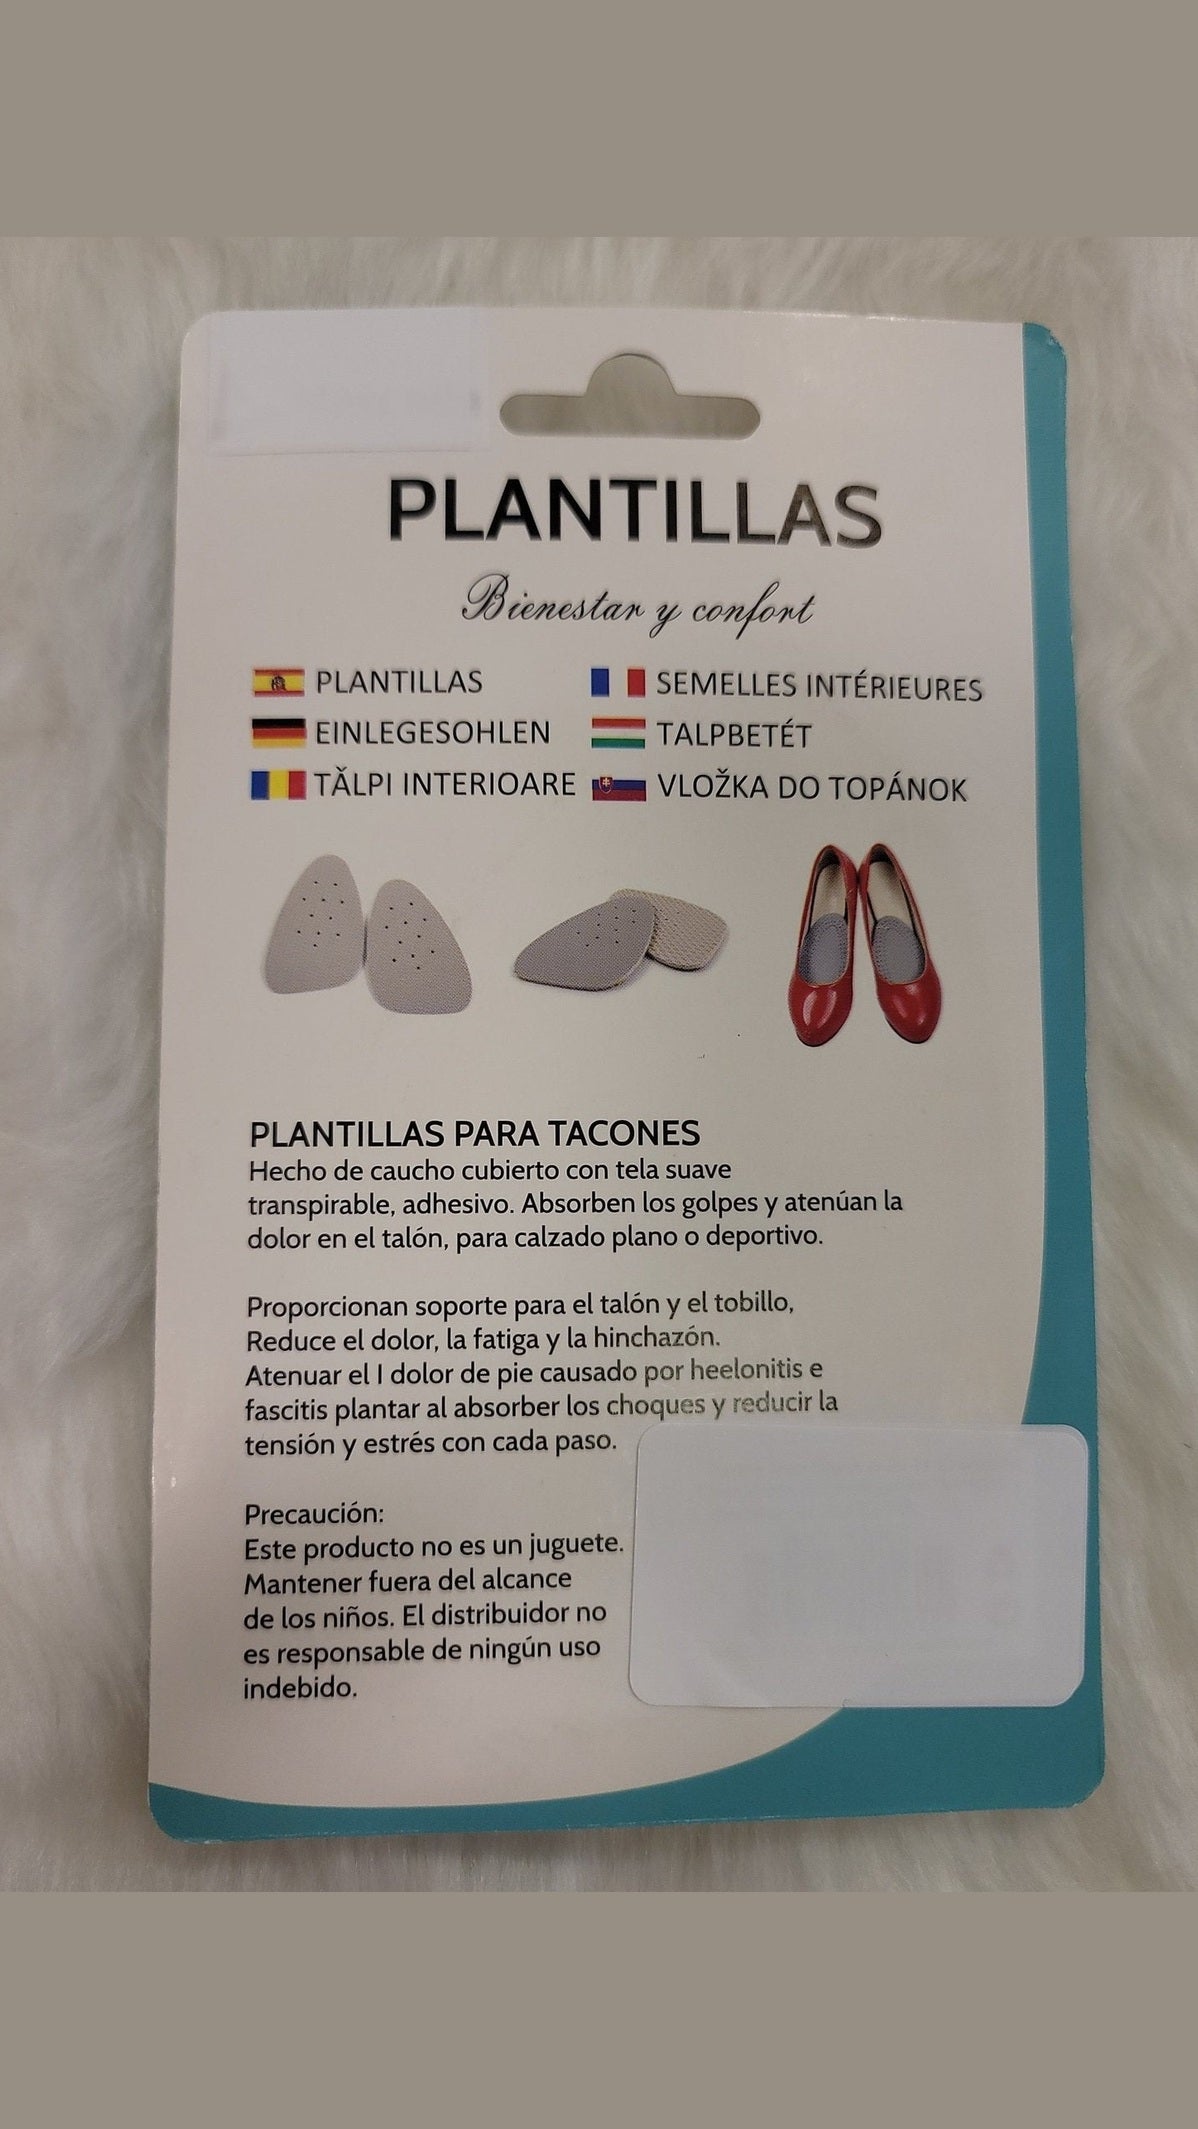 PLANTILLAS
Bienestar y confort
PLANTILLAS
SEMELLES INTÉRIEURES
EINLEGESOHLEN
TALPBETÉT
TĂLPI INTERIOARE
VLOŽKA DO TOPÁNOK
PLANTILLAS PARA TACONES
Hecho de caucho cubierto con tela suave
transpirable, adhesivo. Absorben los golpes y atenúan la
dolor en el talón, para calzado plano o deportivo.
Proporcionan soporte para el talón y el tobillo,
Reduce el dolor, la fatiga y la hinchazón.
Atenuar el I dolor de pie causado por heelonitis e
fascitis plantar al absorber los choques y reducir la
tensión y estrés con cada paso.
Precaución:
Este producto no es un juguete.
Mantener fuera del alcance
de los niños. El distribuidor no
es responsable de ningún uso
indebido.